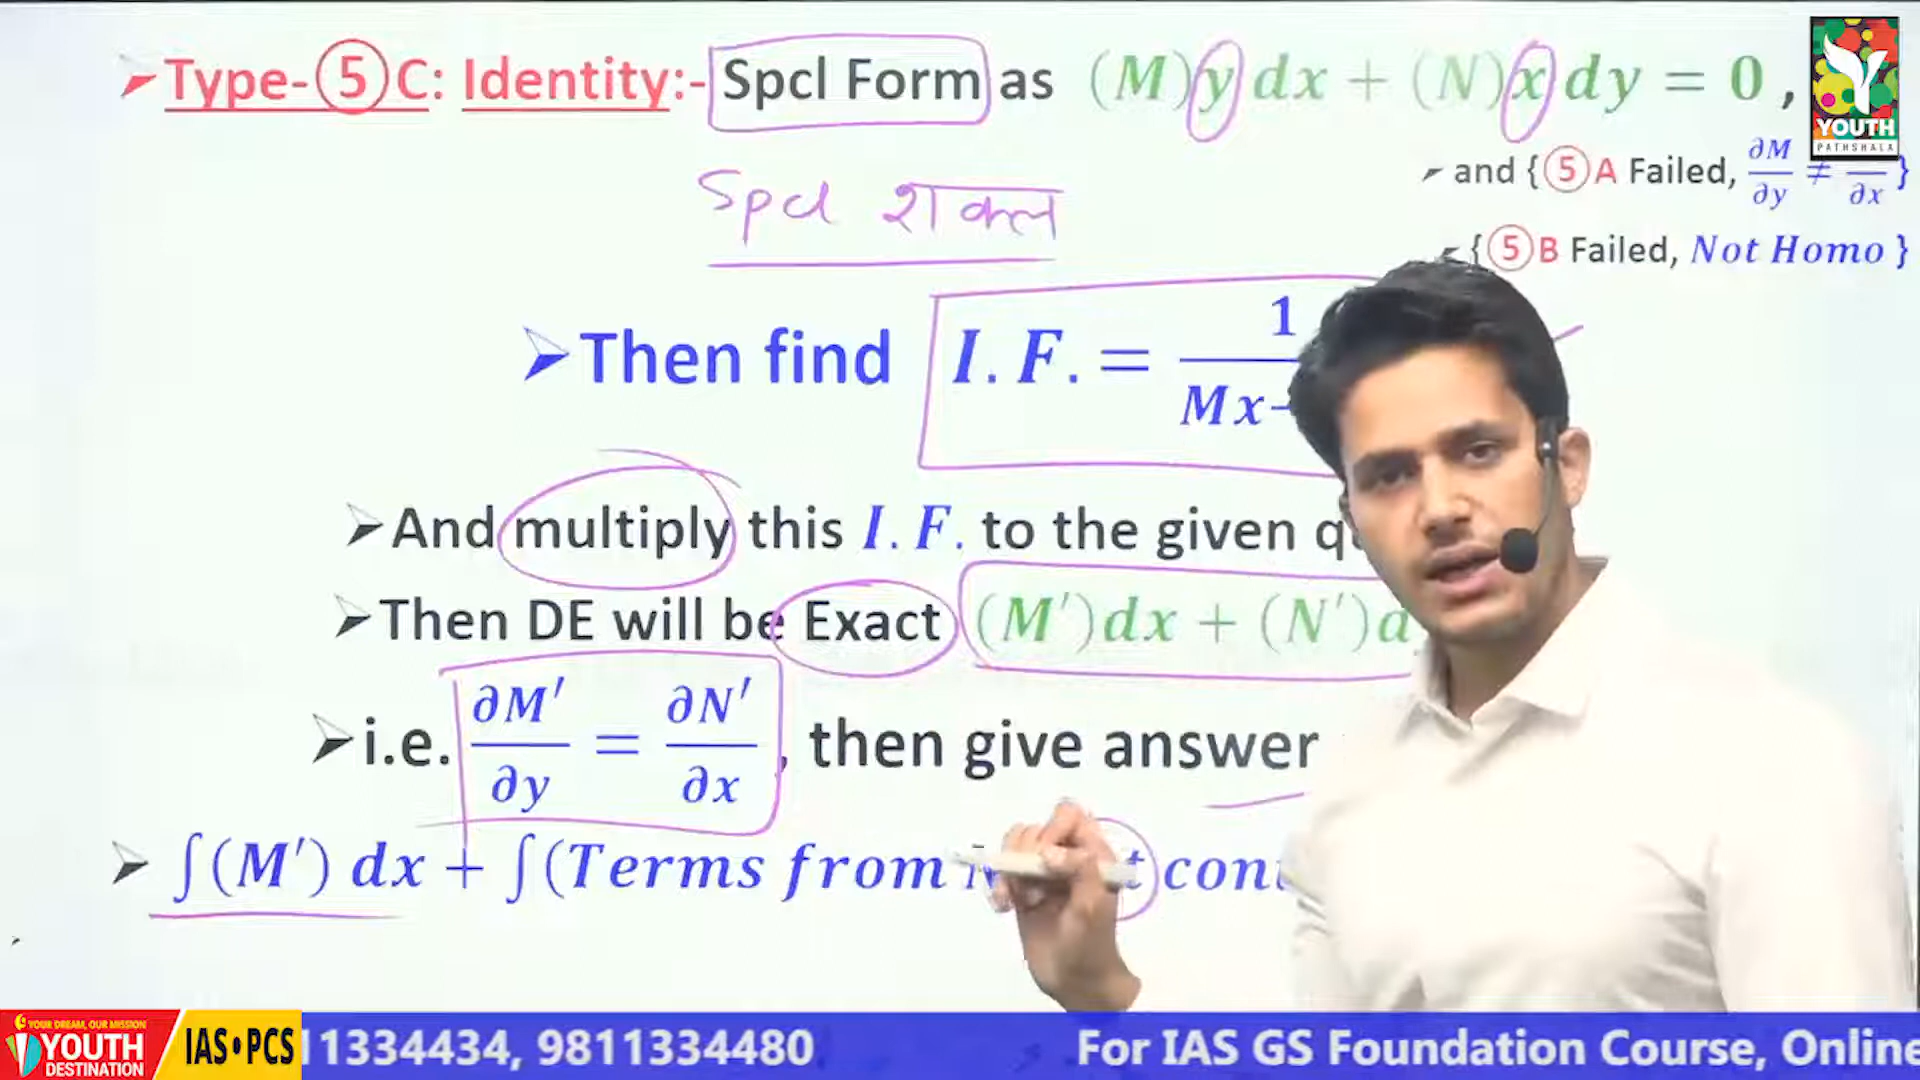 ➢Type-⑤C: Identity:- Spcl Form as (M)y dx + (N)x dy = 0 ,
YOUTH
PATHSHALA
and {⑤A Failed, ∂M/∂y ≠ /∂x }
Spcl शक्ल
{⑤B Failed, Not Homo }
➢Then find I. F. = 1/Mx-
➢And multiply this I. F. to the given
➢Then DE will be Exact (M′)dx + (N′)d
➢i.e. ∂M′/∂y = ∂N′/∂x , then give answer
➢ ∫(M′) dx + ∫(Terms from
YOUR DREAM, OUR MISSION
YOUTH
DESTINATION
IAS•PCS
11334434, 9811334480
For IAS GS Foundation Course, Online